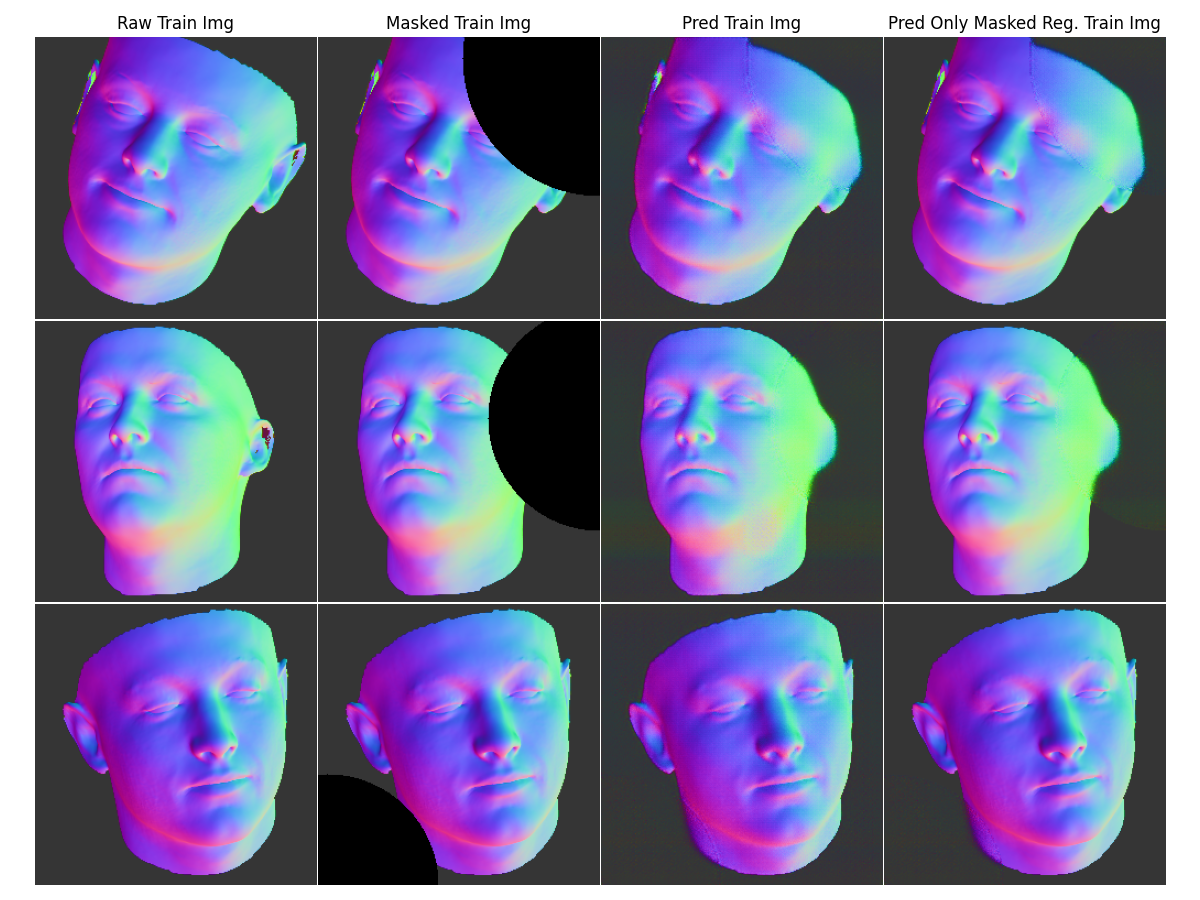 Raw Train Img
Masked Train Img
Pred Train Img
Pred Only Masked Reg. Train Img